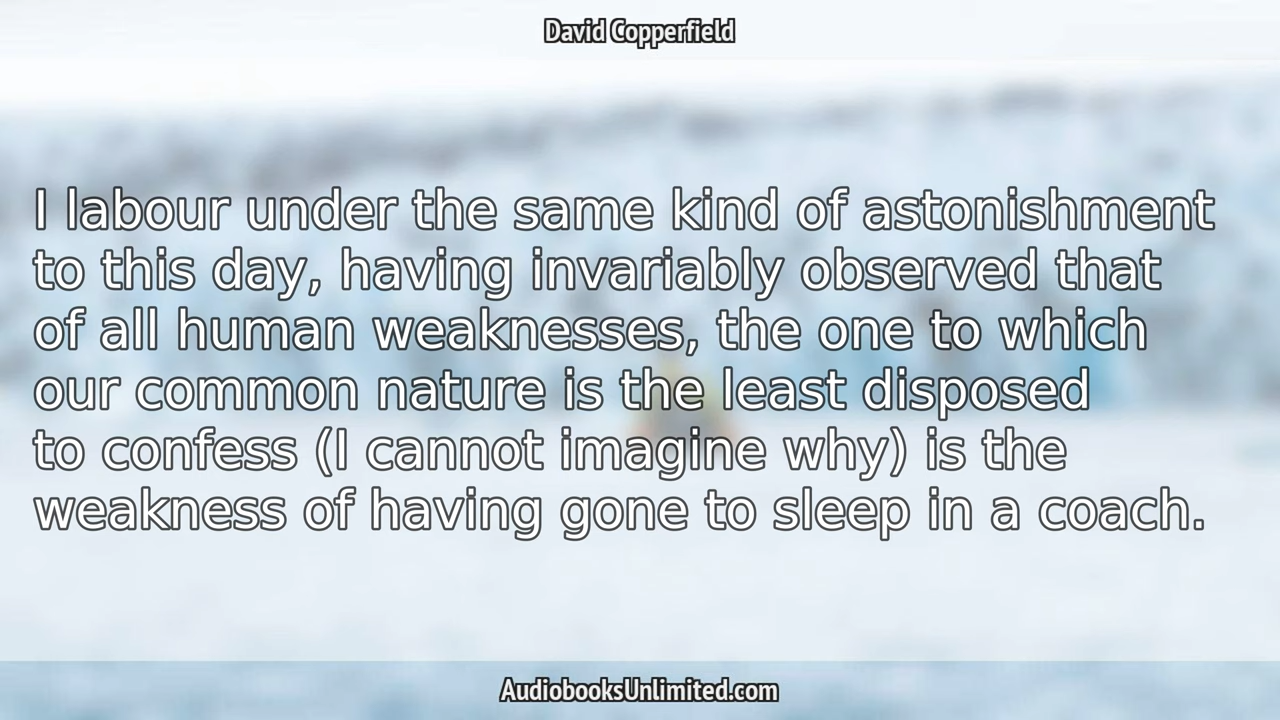 David Copperfield
I labour under the same kind of astonishment
to this day, having invariably observed that
of all human weaknesses, the one to which
our common nature is the least disposed
to confess (I cannot imagine why) is the
weakness of having gone to sleep in a coach.
AudiobooksUnlimited.com